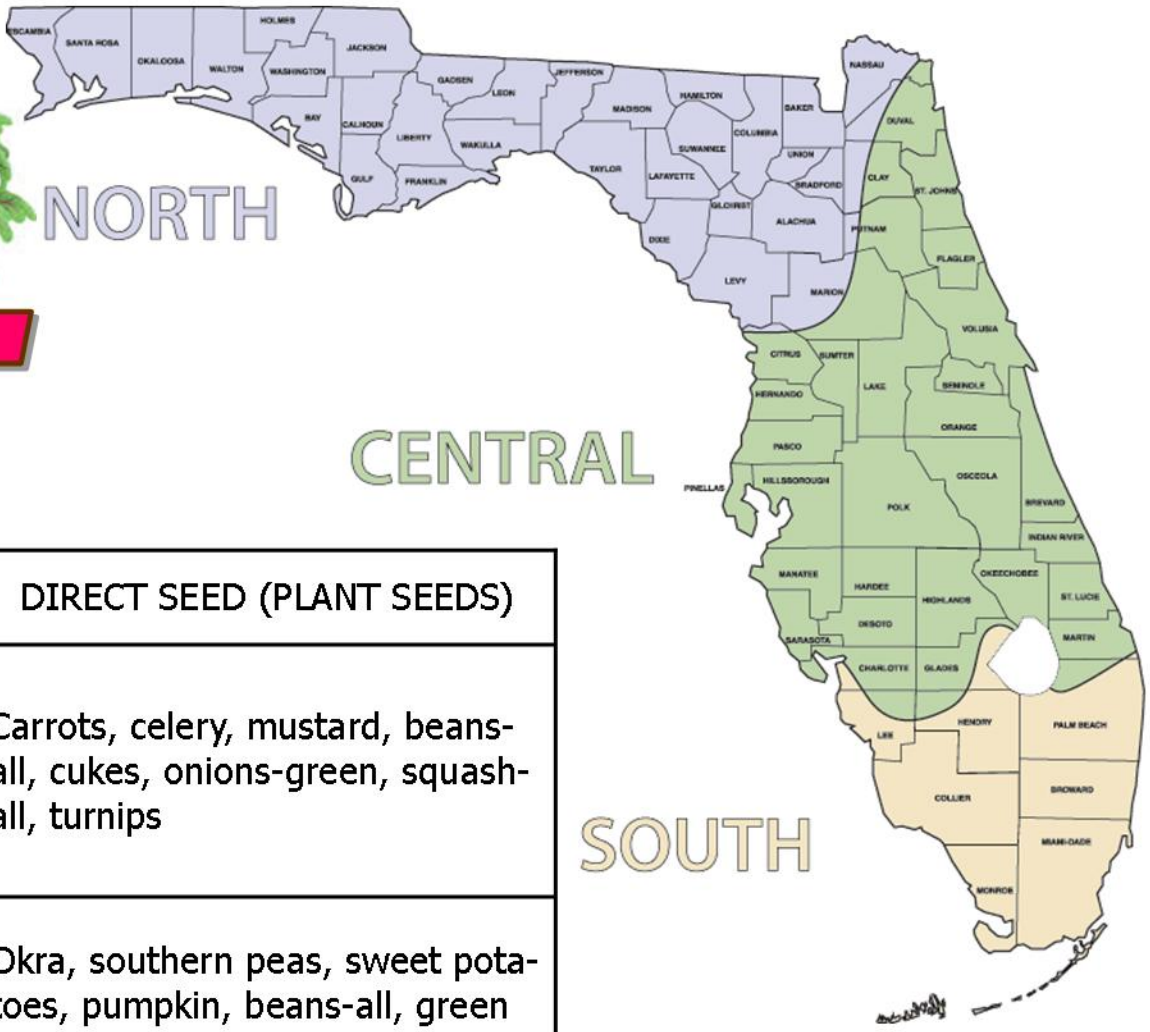 HOLMES
ESCAMBIA
SANTA ROSA
JACKSON
OKALOOSA
WALTON
WASHINGTON
NASSAU
GADSEN
JEFFERSON
LEON
HAMILTON
MADISON
BAKER
BAY
CALHOUN
DUVAL
LIBERTY
COLUMBIA
WAKULLA
SUWANNEE
UNION
TAYLOR
LAFAYETTE
CLAY
GULF
FRANKLIN
BRADFORD
ST. JOHNS
NORTH
GILCHRIST
ALACHUA
PUTNAM
DIXIE
FLAGLER
LEVY
MARION
VOLUSIA
CITRUS
SUMTER
LAKE
SEMINOLE
HERNANDO
ORANGE
PASCO
CENTRAL
OSCEOLA
HILLSBOROUGH
PINELLAS
BREVARD
POLK
INDIAN RIVER
MANATEE
OKEECHOBEE
HARDEE
HIGHLANDS
ST. LUCIE
DESOTO
SARASOTA
MARTIN
CHARLOTTE
GLADES
HENDRY
PALM BEACH
LEE
COLLIER
BROWARD
SOUTH
MIAMI-DADE
MONROE
DIRECT SEED (PLANT SEEDS)
Carrots, celery, mustard, beans-
all, cukes, onions-green, squash-
all, turnips
Okra, southern peas, sweet pota-
toes, pumpkin, beans-all, green